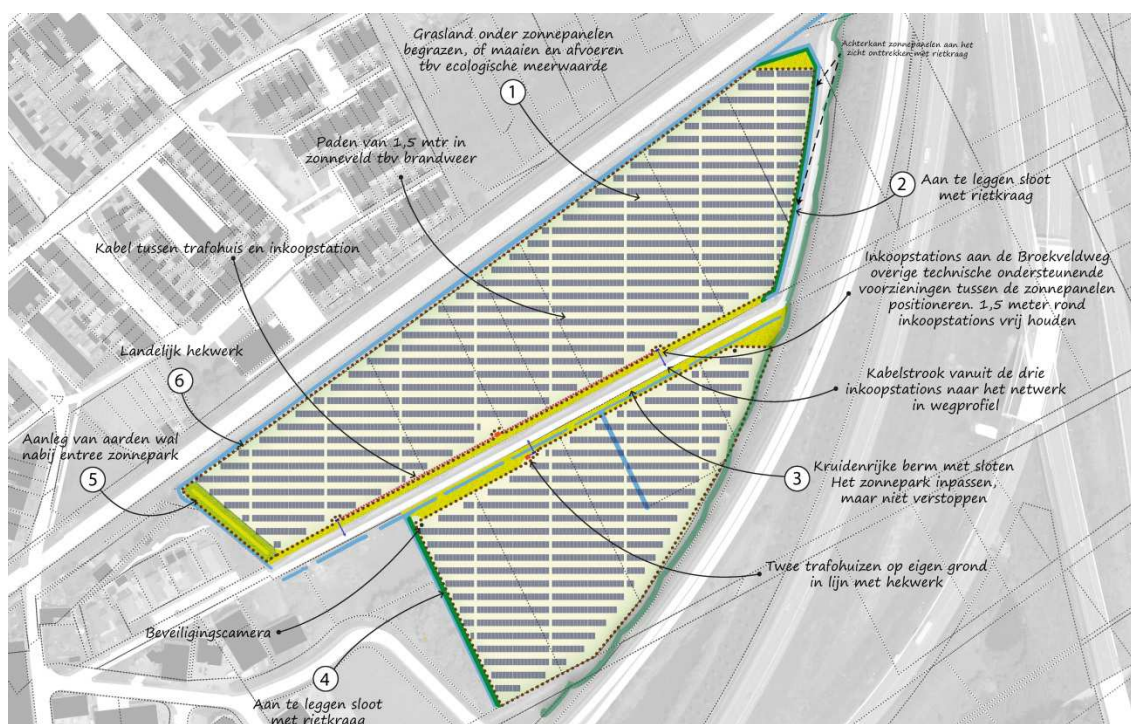 Grasland onder zonnepanelen
begrazen, óf maaien en afvoeren
tbv ecologische meerwaarde
1
Achterkant zonnepanelen aan het
zicht onttrekken met rietkraag
Paden van 1,5 mtr in
zonneveld tbv brandweer
2
Aan te leggen sloot
met rietkraag
Kabel tussen trafohuis en inkoopstation
Inkoopstations aan de Broekveldweg
overige technische ondersteunende
voorzieningen tussen de zonnepanelen
positioneren. 1,5 meter rond
inkoopstations vrij houden
Landelijk hekwerk
6
Kabelstrook vanuit de drie
inkoopstations naar het netwerk
in wegprofiel
Aanleg van aarden wal
nabij entree zonnepark
5
3
Kruidenrijke berm met sloten
Het zonnepark inpassen,
maar niet verstoppen
Twee trafohuizen op eigen grond
in lijn met hekwerk
Beveiligingscamera
4
Aan te leggen sloot
met rietkraag